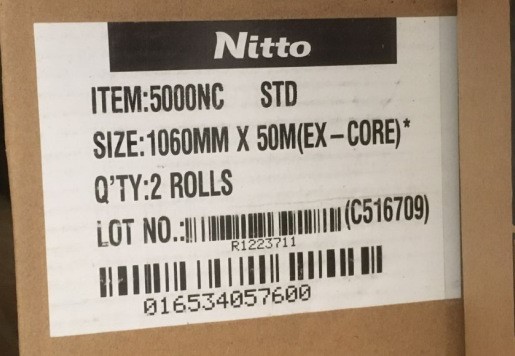 Nitto
ITEM:5000NC STD
SIZE:1060MM X 50M(EX-CORE)*
Q'TY:2 ROLLS
LOT NO.: (C516709)
R1223711
016534057600